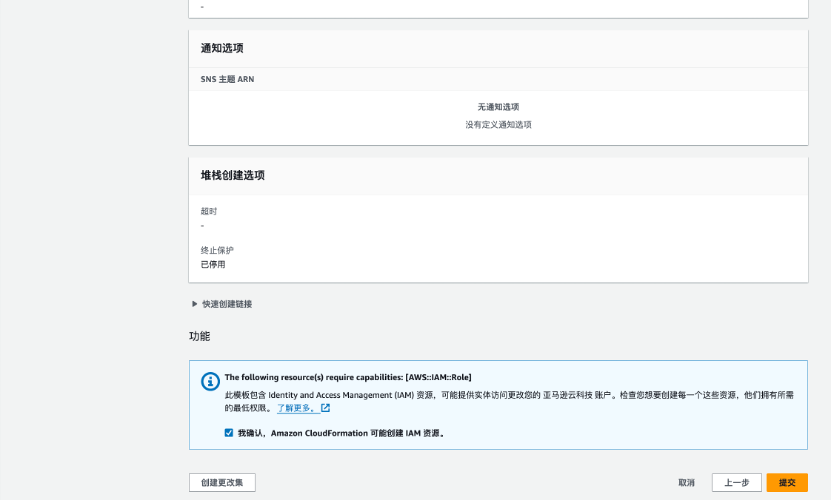 -
通知选项
SNS 主题 ARN
无通知选项
没有定义通知选项
堆栈创建选项
超时
-
终止保护
已停用
快速创建链接
功能
The following resource(s) require capabilities: [AWS::IAM::Role]
此模板包含 Identity and Access Management (IAM) 资源，可能提供实体访问更改您的 亚马逊云科技 账户。检查您想要创建每一个这些资源，他们拥有所需
的最低权限。 了解更多。
我确认，Amazon CloudFormation 可能创建 IAM 资源。
创建更改集 取消 上一步 提交